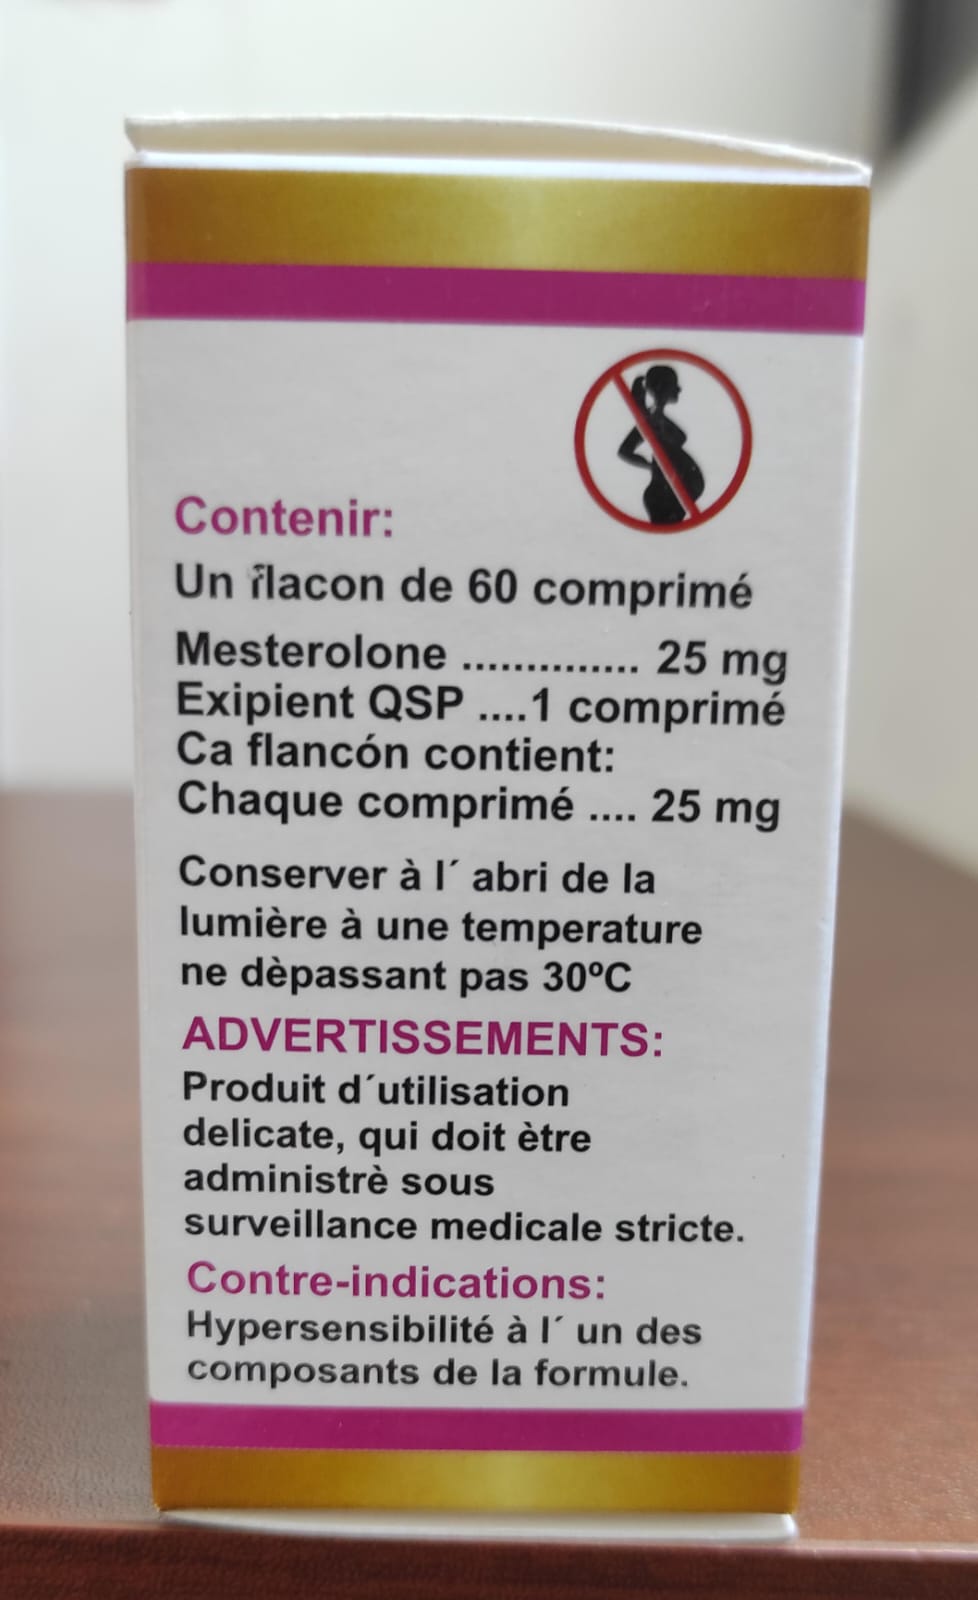 Contenir:
Un flacon de 60 comprimé
Mesterolone .............. 25 mg
Exipient QSP ....1 comprimé
Ca flancón contient:
Chaque comprimé .... 25 mg
Conserver à l´ abri de la
lumière à une temperature
ne dèpassant pas 30ºC
ADVERTISSEMENTS:
Produit d´utilisation
delicate, qui doit ètre
administrè sous
surveillance medicale stricte.
Contre-indications:
Hypersensibilité à l´ un des
composants de la formule.